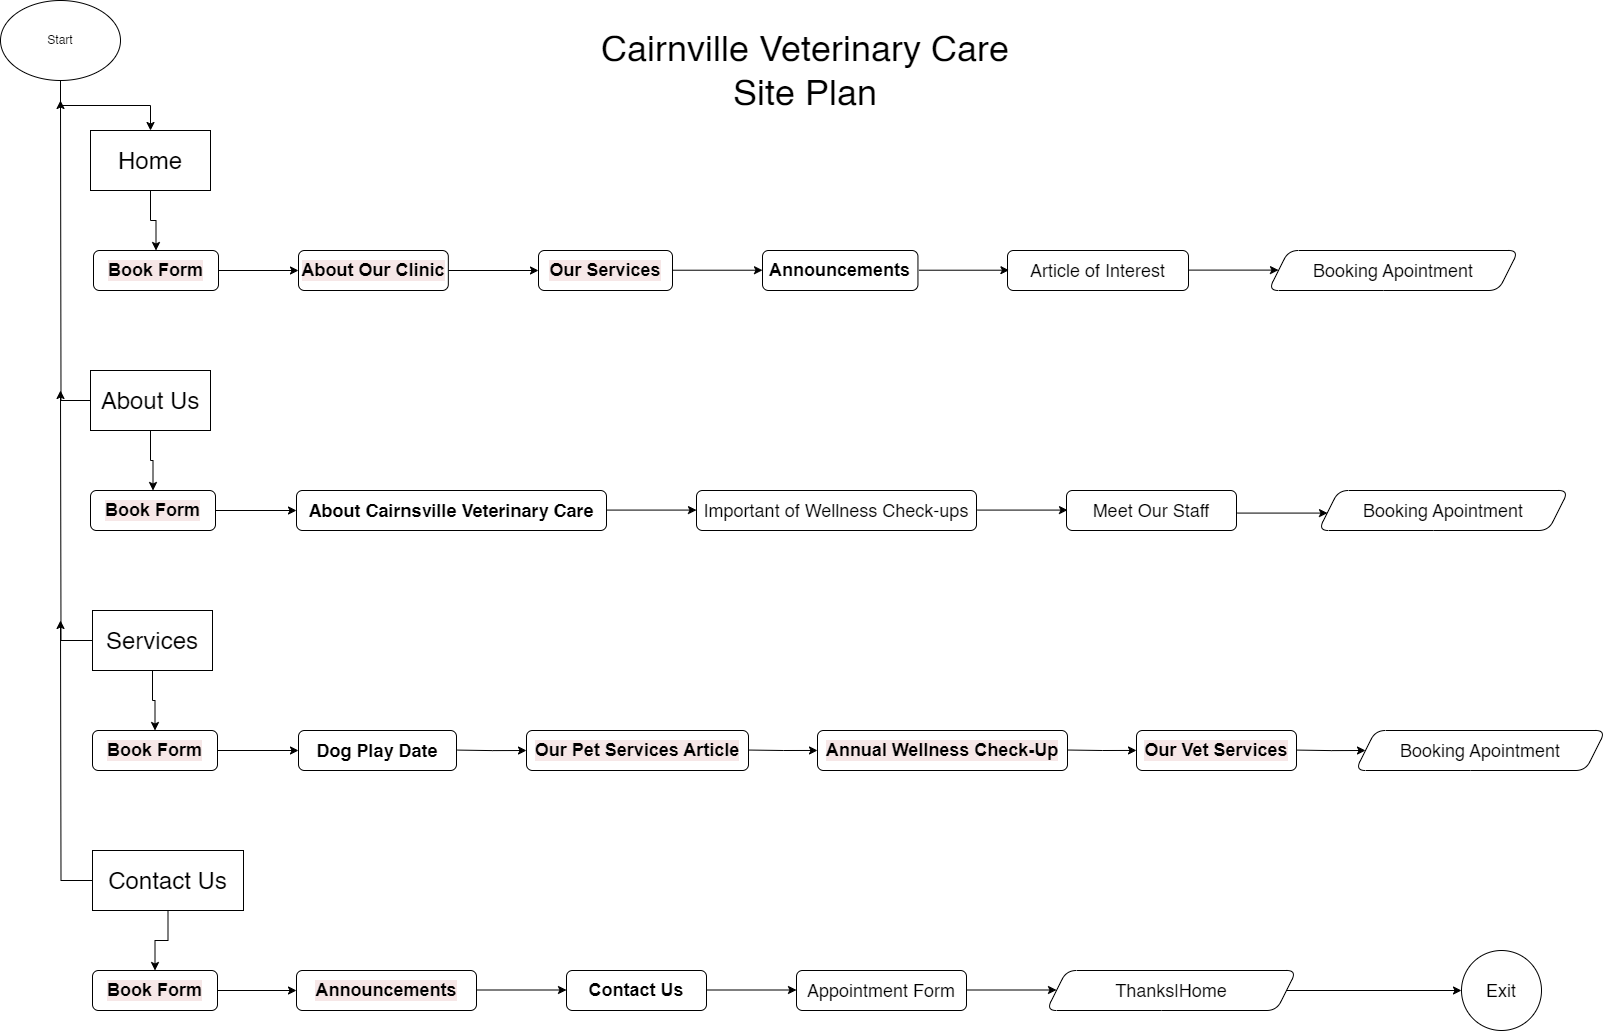 Start
Cairnville Veterinary Care
Site Plan
Home
Book Form
About Our Clinic
Our Services
Announcements
Article of Interest
Booking Apointment
About Us
Book Form
About Cairnsville Veterinary Care
Important of Wellness Check-ups
Meet Our Staff
Booking Apointment
Services
Book Form
Dog Play Date
Our Pet Services Article
Annual Wellness Check-Up
Our Vet Services
Booking Apointment
Contact Us
Book Form
Announcements
Contact Us
Appointment Form
Thanks|Home
Exit